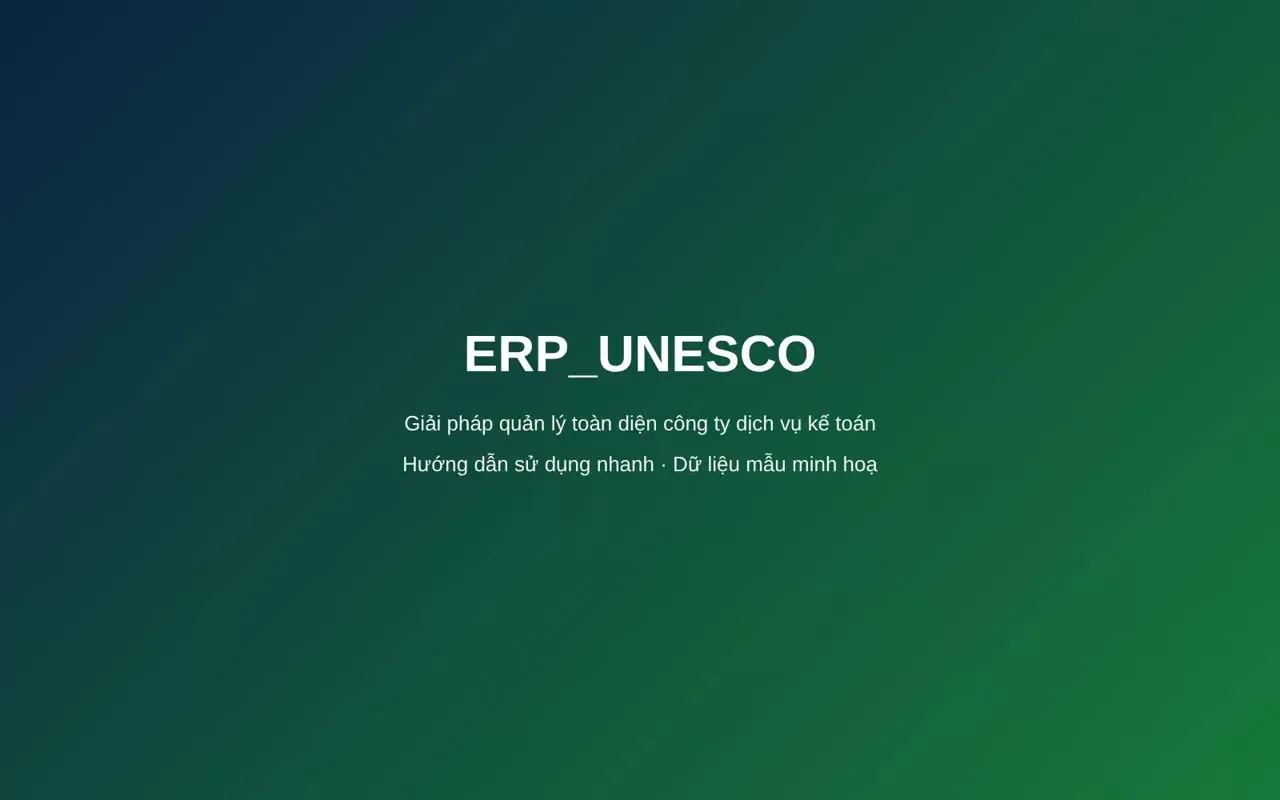 ERP_UNESCO
Giải pháp quản lý toàn diện công ty dịch vụ kế toán
Hướng dẫn sử dụng nhanh · Dữ liệu mẫu minh hoạ